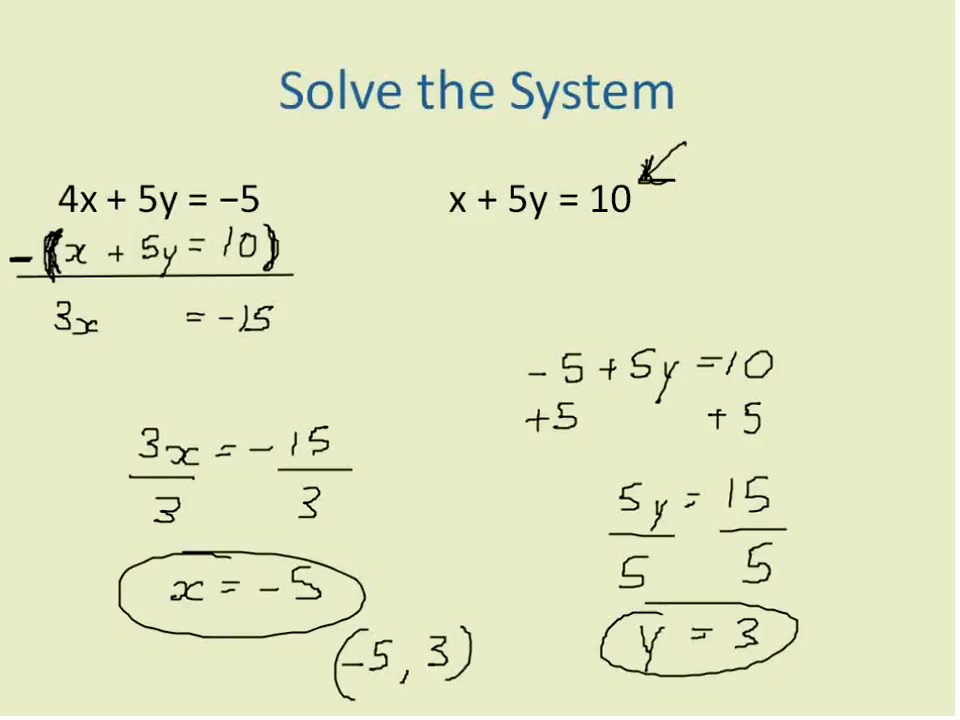 Solve the System
4x + 5y = −5
x + 5y = 10
-(x + 5y = 10)
3x = -15
3x = -15
3 3
x = -5
-5 + 5y = 10
+5 +5
5y = 15
5 5
y = 3
(-5, 3)